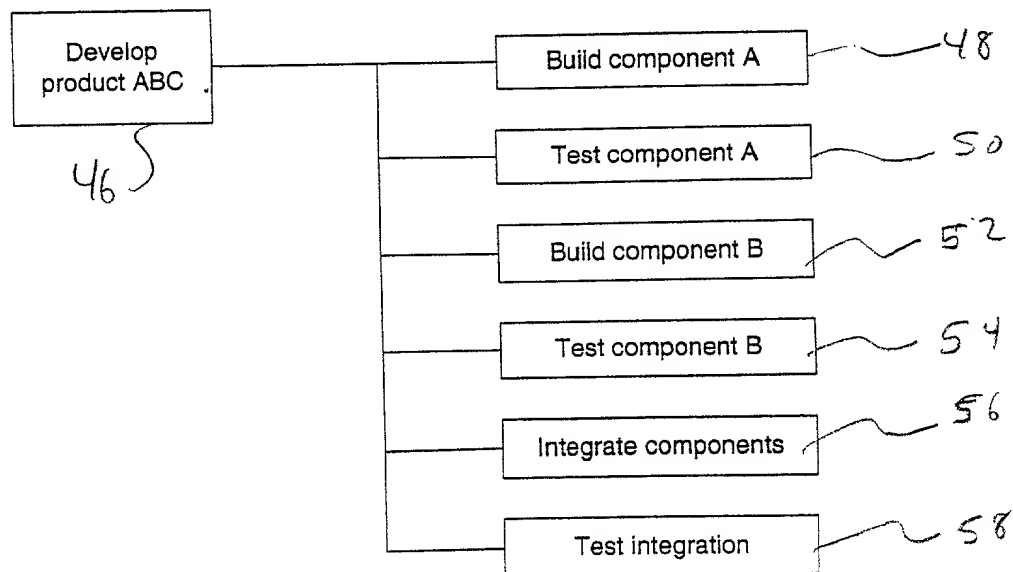 Develop
product ABC
46
Build component A
48
Test component A
50
Build component B
52
Test component B
54
Integrate components
56
Test integration
58